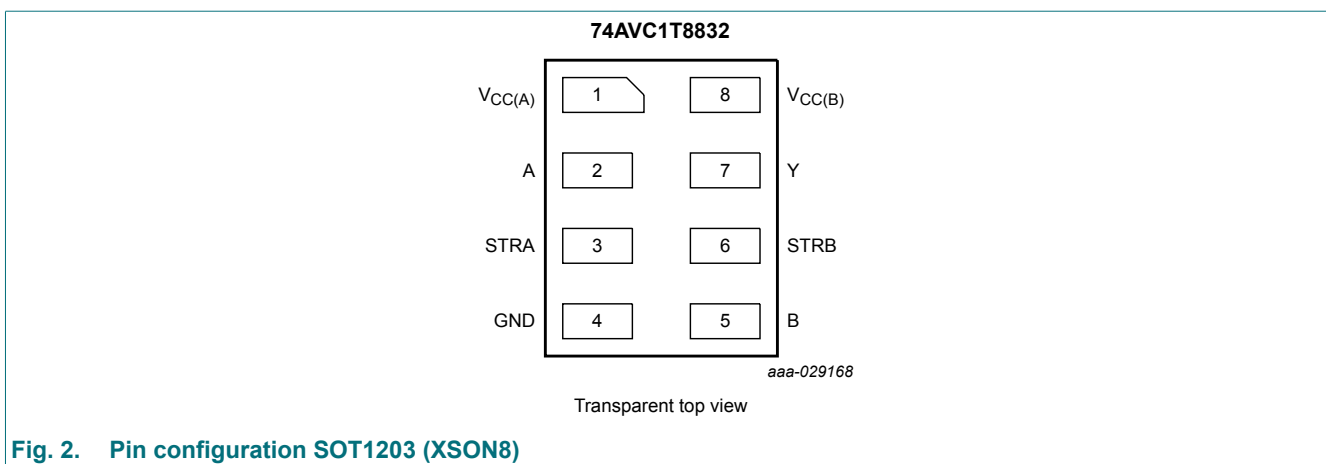 74AVC1T8832
VCC(A) 1 8 VCC(B)
A 2 7 Y
STRA 3 6 STRB
GND 4 5 B
aaa-029168
Transparent top view
Fig. 2. Pin configuration SOT1203 (XSON8)